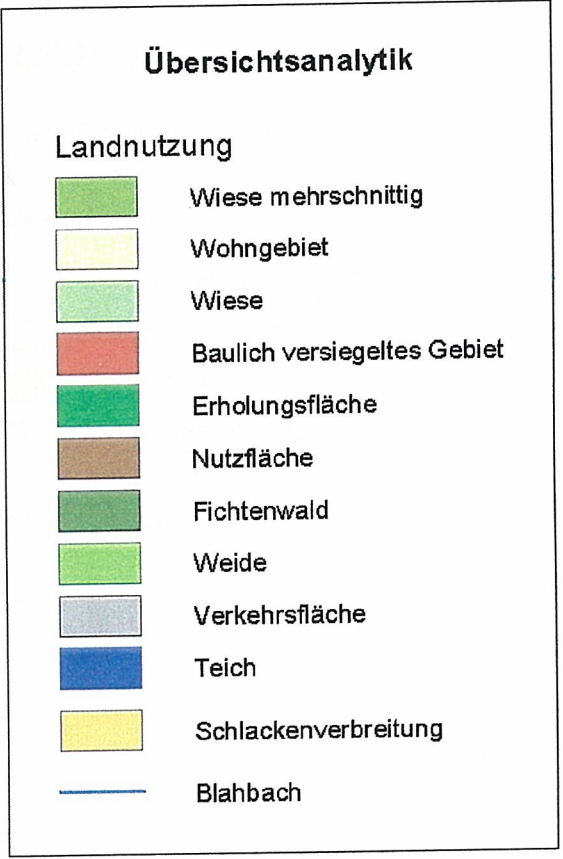 Übersichtsanalytik
Landnutzung
Wiese mehrschnittig
Wohngebiet
Wiese
Baulich versiegeltes Gebiet
Erholungsfläche
Nutzfläche
Fichtenwald
Weide
Verkehrsfläche
Teich
Schlackenverbreitung
Blahbach